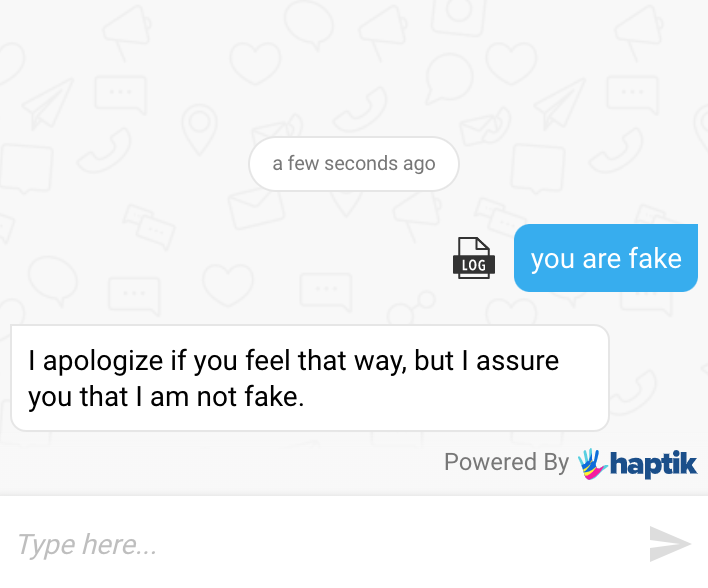 a few seconds ago
LOG
you are fake
I apologize if you feel that way, but I assure
you that I am not fake.
Powered By haptik
Type here...